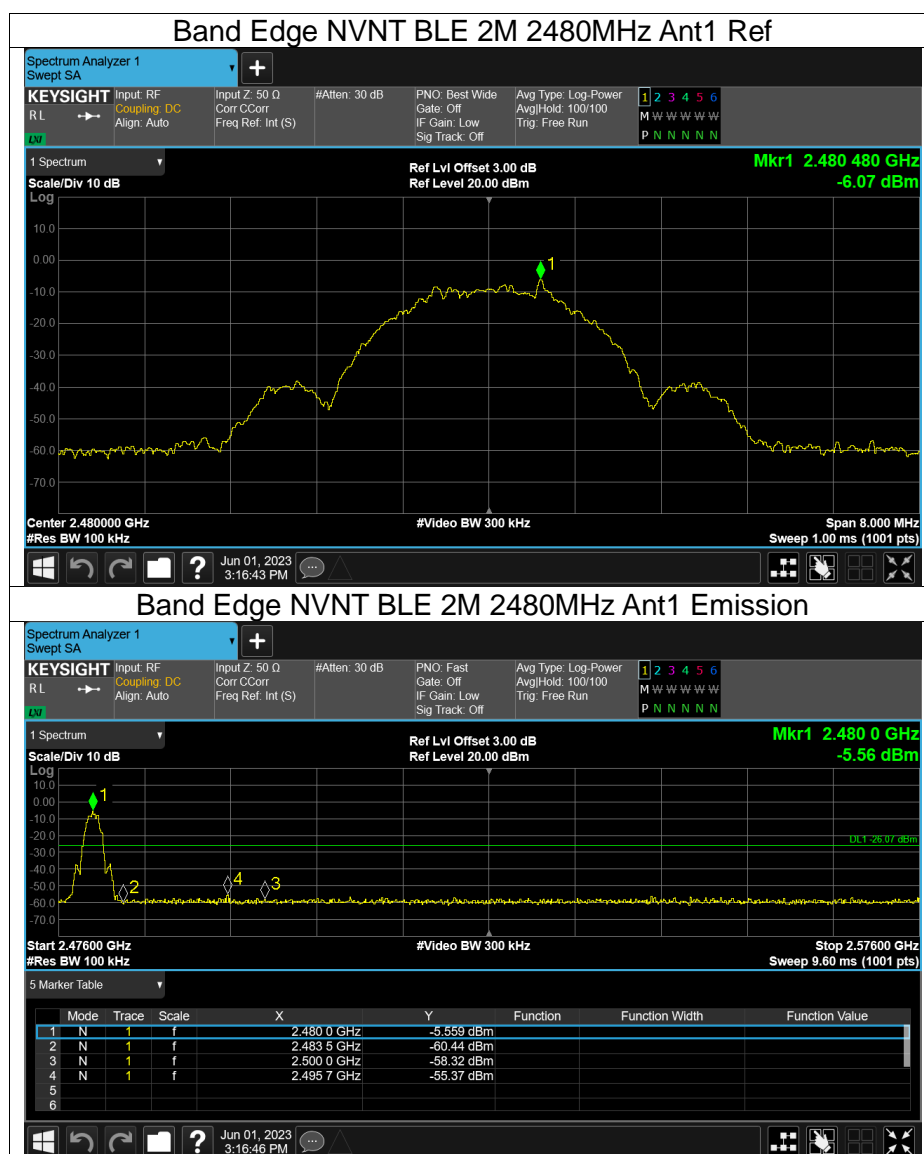 Band Edge NVNT BLE 2M 2480MHz Ant1 Ref
Spectrum Analyzer 1
Swept SA
+
KEYSIGHT
RL
LXI
Input: RF
Coupling: DC
Align: Auto
Input Z: 50 Ω
Corr CCorr
Freq Ref: Int (S)
#Atten: 30 dB
PNO: Best Wide
Gate: Off
IF Gain: Low
Sig Track: Off
Avg Type: Log-Power
Avg|Hold: 100/100
Trig: Free Run
1 2 3 4 5 6
M W W W W W
P N N N N N
1 Spectrum
Scale/Div 10 dB
Ref Lvl Offset 3.00 dB
Ref Level 20.00 dBm
Mkr1 2.480 480 GHz
-6.07 dBm
Log
10.0
0.00
-10.0
-20.0
-30.0
-40.0
-50.0
-60.0
-70.0
1
Center 2.480000 GHz
#Video BW 300 kHz
Span 8.000 MHz
#Res BW 100 kHz
Sweep 1.00 ms (1001 pts)
?
Jun 01, 2023
3:16:43 PM
Band Edge NVNT BLE 2M 2480MHz Ant1 Emission
Spectrum Analyzer 1
Swept SA
+
KEYSIGHT
RL
LXI
Input: RF
Coupling: DC
Align: Auto
Input Z: 50 Ω
Corr CCorr
Freq Ref: Int (S)
#Atten: 30 dB
PNO: Fast
Gate: Off
IF Gain: Low
Sig Track: Off
Avg Type: Log-Power
Avg|Hold: 100/100
Trig: Free Run
1 2 3 4 5 6
M W W W W W
P N N N N N
1 Spectrum
Scale/Div 10 dB
Ref Lvl Offset 3.00 dB
Ref Level 20.00 dBm
Mkr1 2.480 0 GHz
-5.56 dBm
Log
10.0
0.00
-10.0
-20.0
-30.0
-40.0
-50.0
-60.0
-70.0
1
2
4
3
DL1 -26.07 dBm
Start 2.47600 GHz
#Video BW 300 kHz
Stop 2.57600 GHz
#Res BW 100 kHz
Sweep 9.60 ms (1001 pts)
5 Marker Table
Mode Trace Scale X Y Function Function Width Function Value
1 N 1 f 2.480 0 GHz -5.559 dBm
2 N 1 f 2.483 5 GHz -60.44 dBm
3 N 1 f 2.500 0 GHz -58.32 dBm
4 N 1 f 2.495 7 GHz -55.37 dBm
5
6
?
Jun 01, 2023
3:16:46 PM